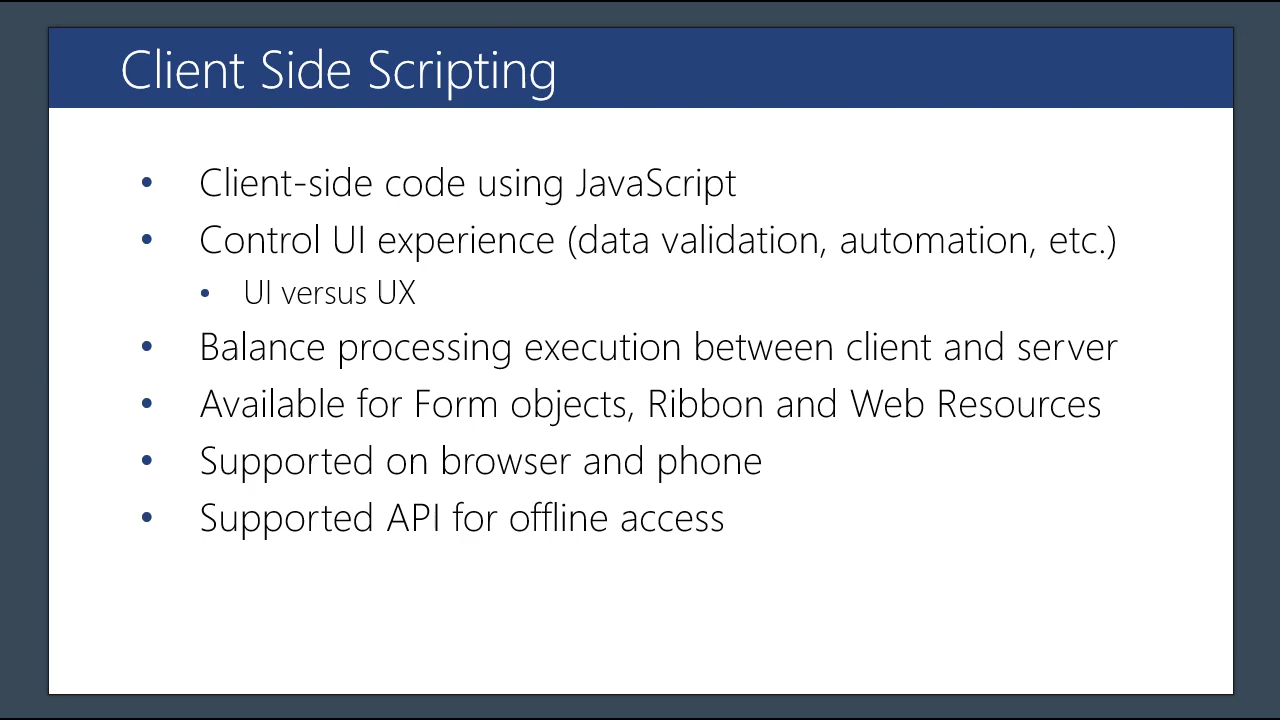 Client Side Scripting
• Client-side code using JavaScript
• Control UI experience (data validation, automation, etc.)
• UI versus UX
• Balance processing execution between client and server
• Available for Form objects, Ribbon and Web Resources
• Supported on browser and phone
• Supported API for offline access